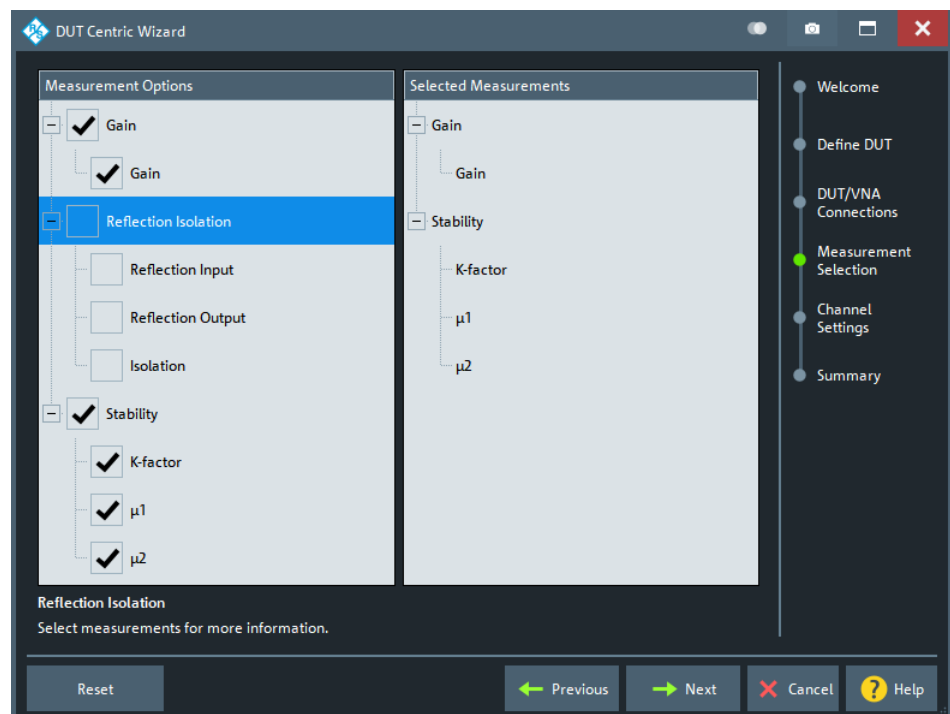 DUT Centric Wizard
Measurement Options
Gain
Gain
Reflection Isolation
Reflection Input
Reflection Output
Isolation
Stability
K-factor
µ1
µ2
Selected Measurements
Gain
Gain
Stability
K-factor
µ1
µ2
Welcome
Define DUT
DUT/VNA
Connections
Measurement
Selection
Channel
Settings
Summary
Reflection Isolation
Select measurements for more information.
Reset
Previous
Next
Cancel
? Help